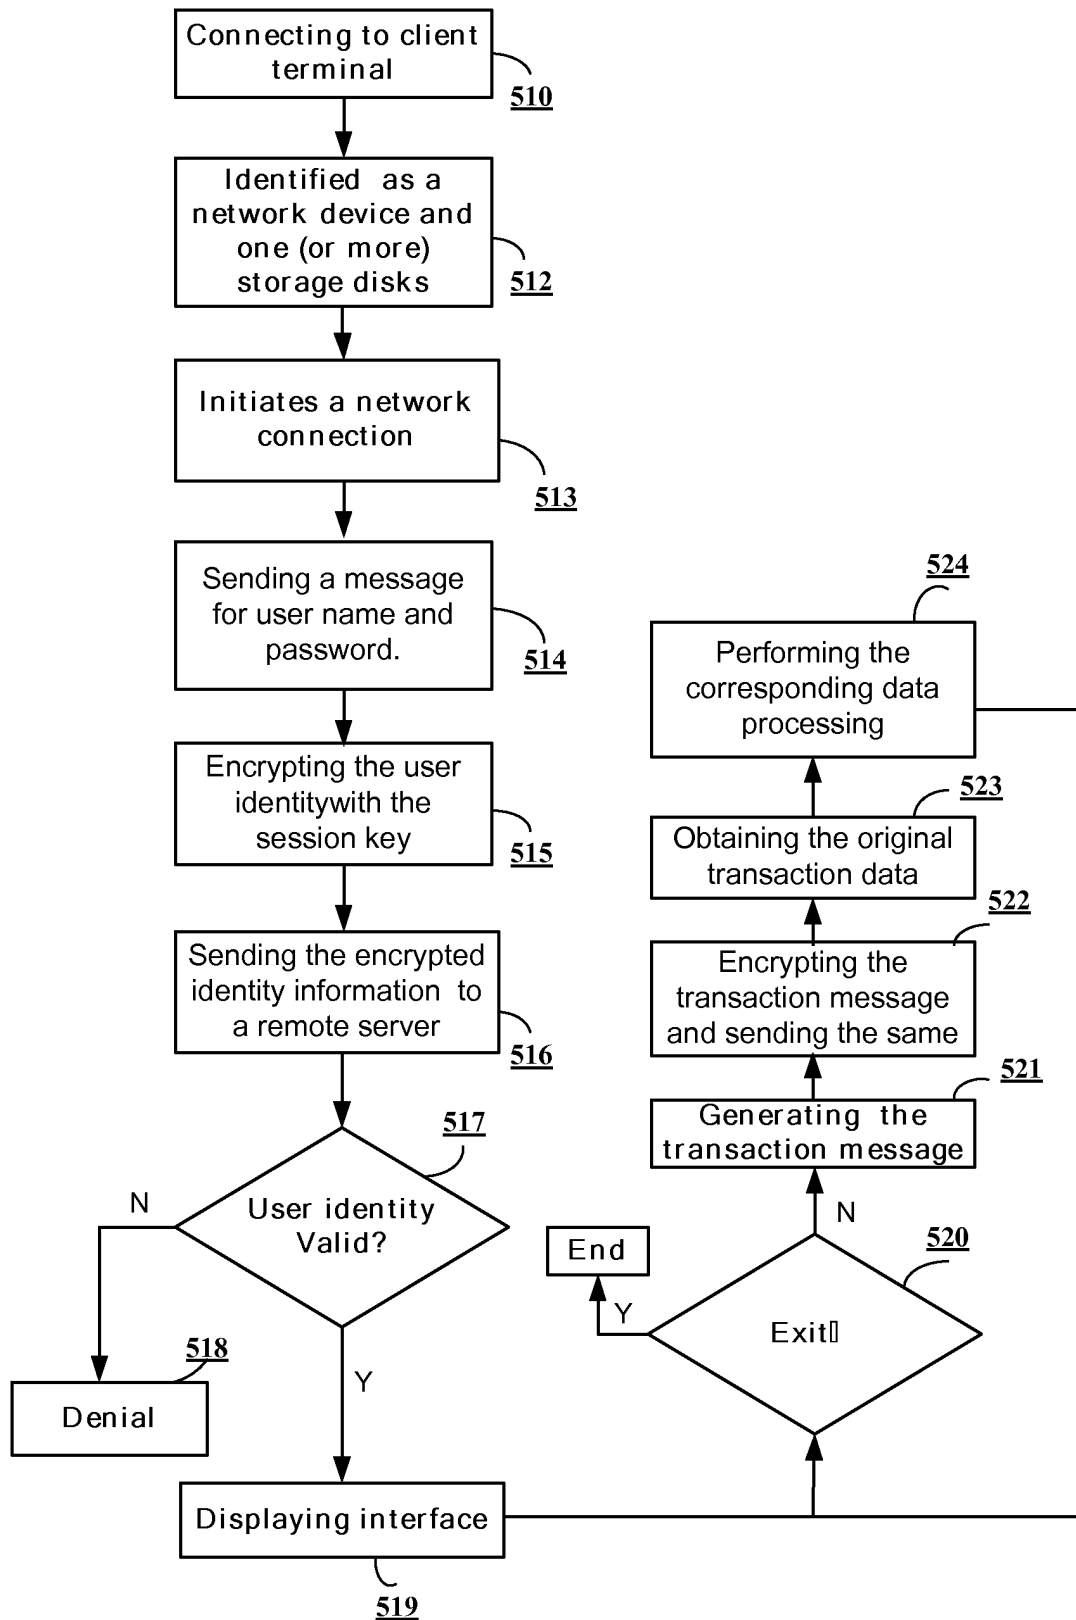 Connecting to client
terminal
510
Identified as a
network device and
one (or more)
storage disks
512
Initiates a network
connection
513
Sending a message
for user name and
password.
514
Encrypting the user
identitywith the
session key
515
Sending the encrypted
identity information to
a remote server
516
517
User identity
Valid?
N
Y
518
Denial
Displaying interface
519
524
Performing the
corresponding data
processing
523
Obtaining the original
transaction data
522
Encrypting the
transaction message
and sending the same
521
Generating the
transaction message
N
520
Exit▯
Y
End